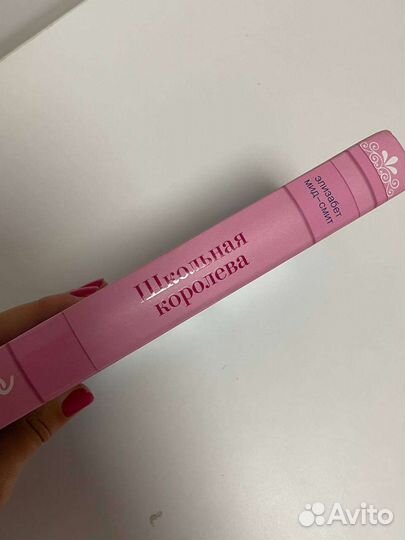 элизабет
мид-смит
Школьная
королева
Avito